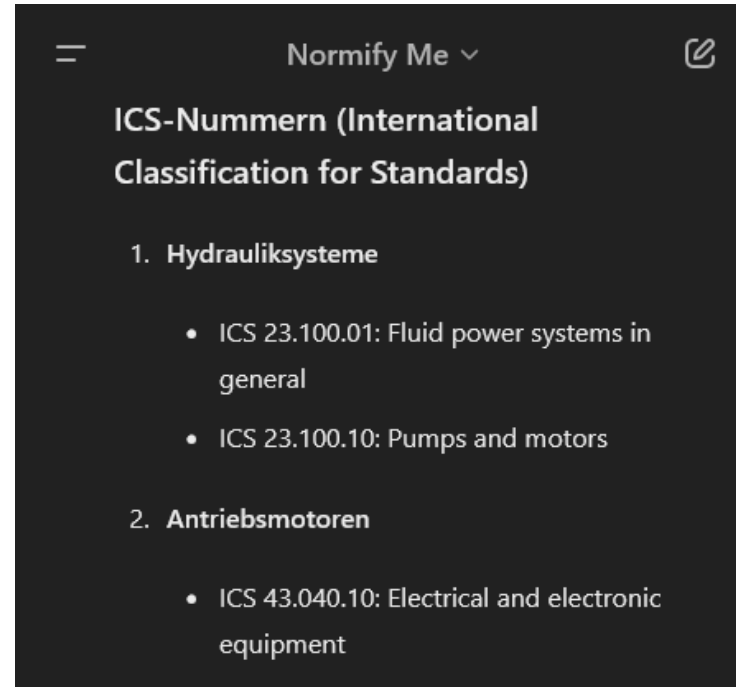 Normify Me
ICS-Nummern (International
Classification for Standards)
1. Hydrauliksysteme
• ICS 23.100.01: Fluid power systems in
general
• ICS 23.100.10: Pumps and motors
2. Antriebsmotoren
• ICS 43.040.10: Electrical and electronic
equipment